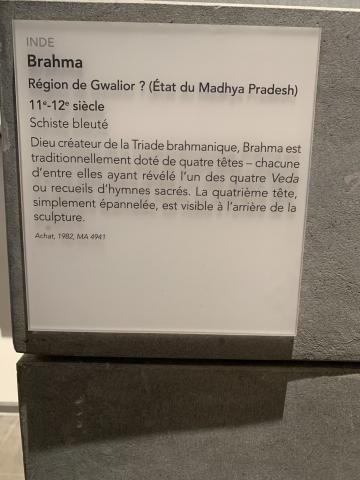 INDE
Brahma
Région de Gwalior ? (État du Madhya Pradesh)
11e-12e siècle
Schiste bleuté
Dieu créateur de la Triade brahmanique, Brahma est
traditionnellement doté de quatre têtes – chacune
d'entre elles ayant révélé l'un des quatre Veda
ou recueils d'hymnes sacrés. La quatrième tête,
simplement épannelée, est visible à l'arrière de la
sculpture.
Achat, 1982, MA 4941